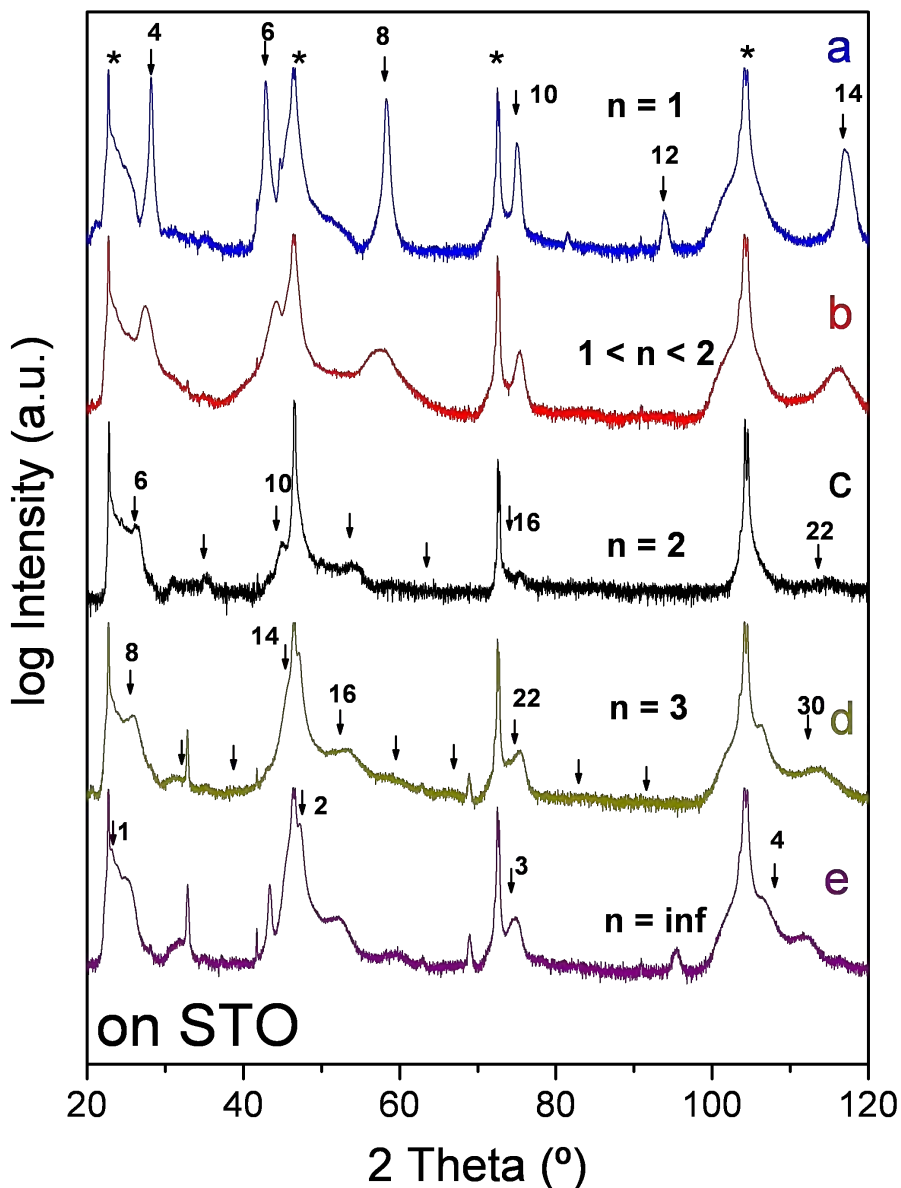 4 6 8 a
* * * *
10 n = 1 14
12
b
1 < n < 2
c
6 10 16 n = 2 22
14
8 16 22 n = 3 30 d
1 2 3 4 e
n = inf
on STO
20 40 60 80 100 120
2 Theta (º)
log Intensity (a.u.)